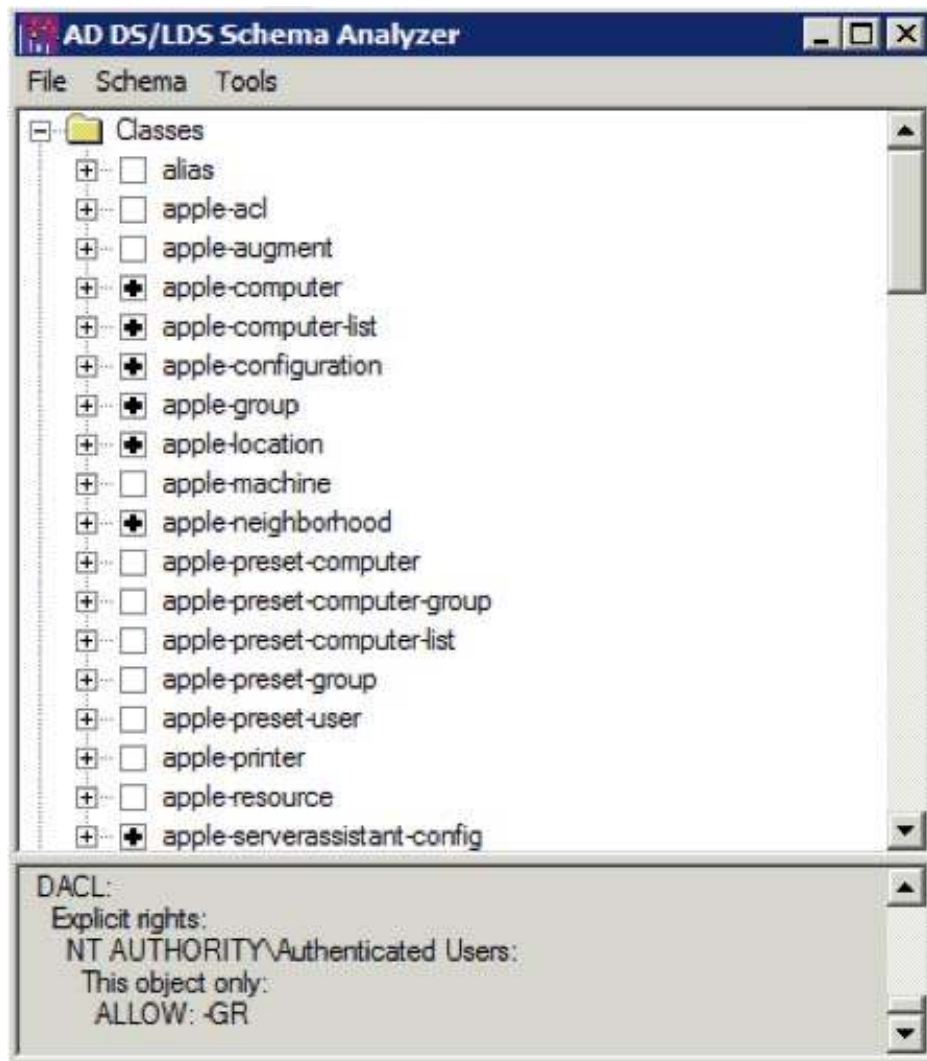 AD DS/LDS Schema Analyzer
File Schema Tools
Classes
alias
apple-acl
apple-augment
apple-computer
apple-computer-list
apple-configuration
apple-group
apple-location
apple-machine
apple-neighborhood
apple-preset-computer
apple-preset-computer-group
apple-preset-computer-list
apple-preset-group
apple-preset-user
apple-printer
apple-resource
apple-serverassistant-config
DACL:
Explicit rights:
NT AUTHORITY\Authenticated Users:
This object only:
ALLOW: -GR